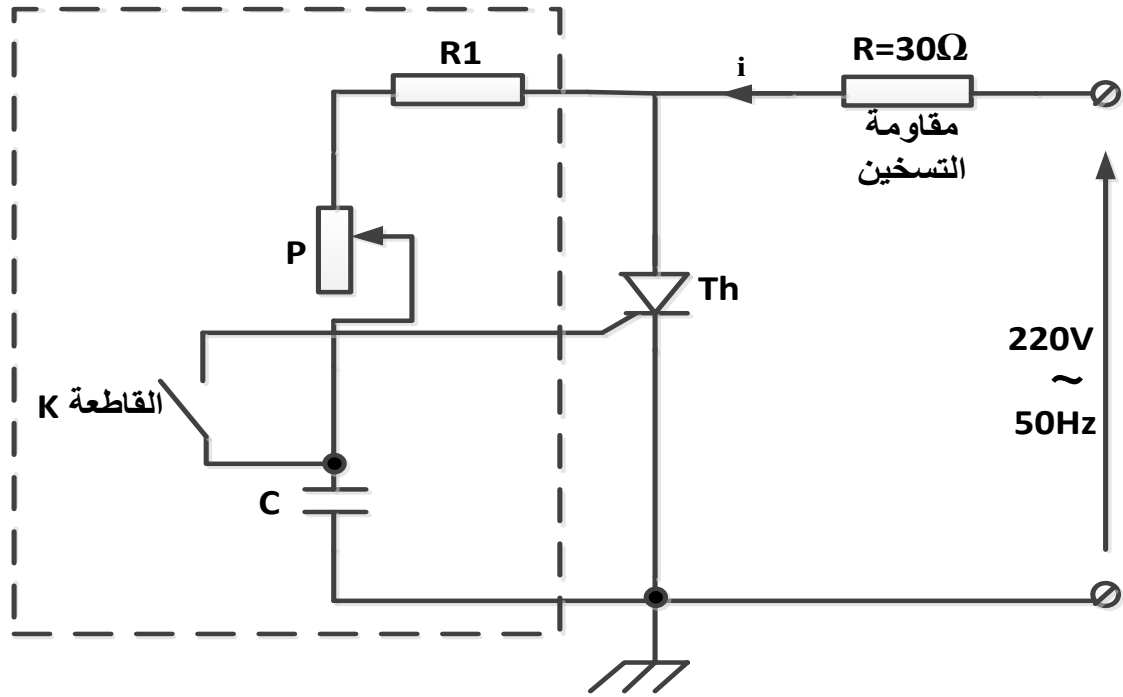 R1
R=30Ω
i
مقاومة
التسخين
P
Th
220V
~
50Hz
K القاطعة
C